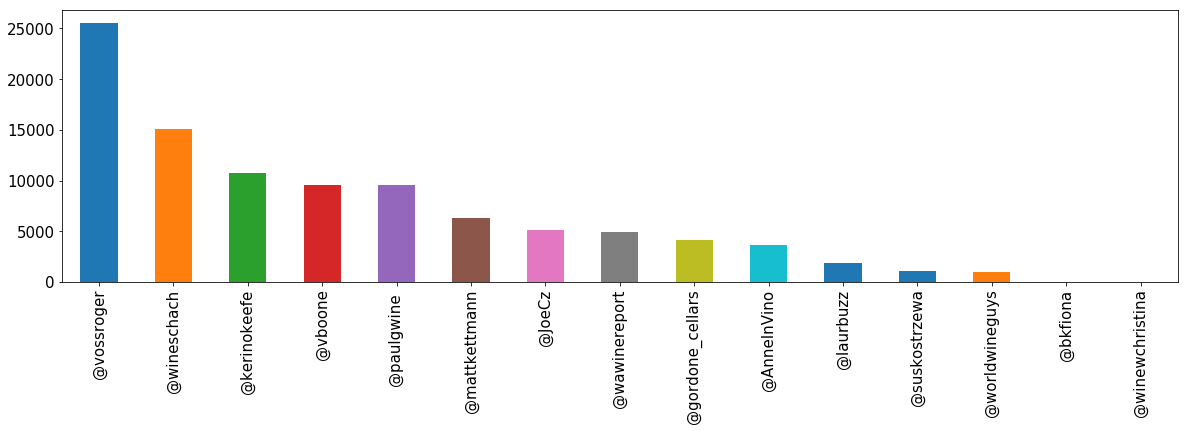 25000
20000
15000
10000
5000
0
@vossroger
@wineschach
@kerinokeefe
@vboone
@paulgwine
@mattkettmann
@JoeCz
@wawinereport
@gordone_cellars
@AnneInVino
@laurbuzz
@suskostrzewa
@worldwineguys
@bkfiona
@winewchristina